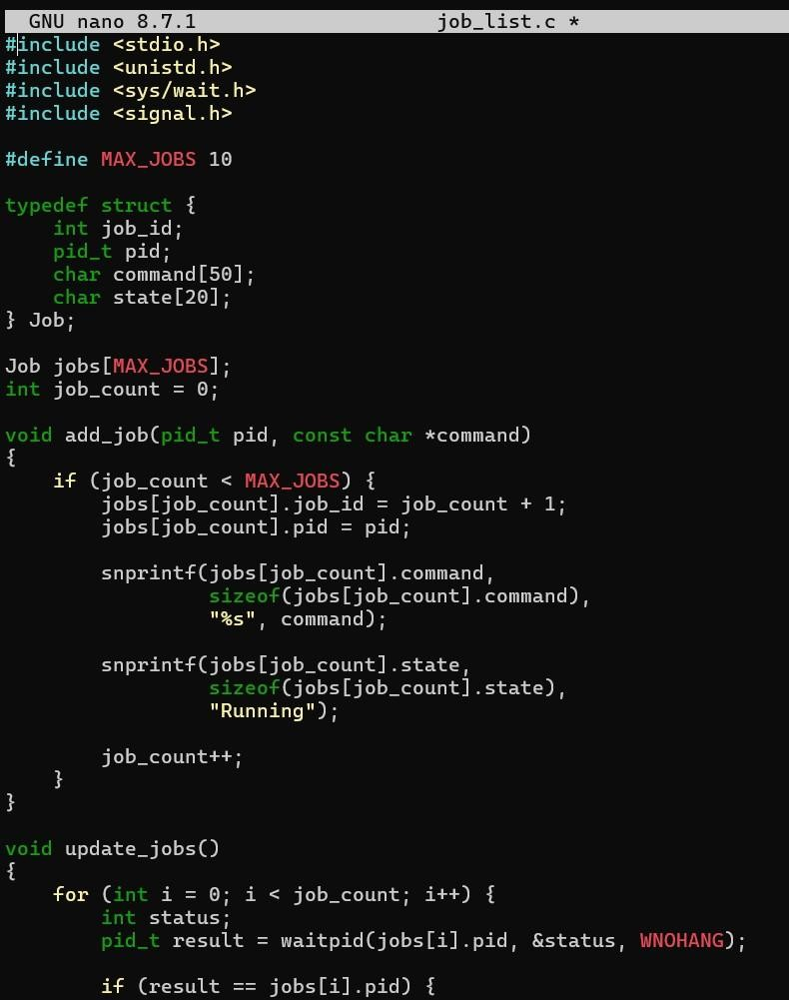 GNU nano 8.7.1 job_list.c *
#include <stdio.h>
#include <unistd.h>
#include <sys/wait.h>
#include <signal.h>

#define MAX_JOBS 10

typedef struct {
    int job_id;
    pid_t pid;
    char command[50];
    char state[20];
} Job;

Job jobs[MAX_JOBS];
int job_count = 0;

void add_job(pid_t pid, const char *command)
{
    if (job_count < MAX_JOBS) {
        jobs[job_count].job_id = job_count + 1;
        jobs[job_count].pid = pid;

        snprintf(jobs[job_count].command,
                 sizeof(jobs[job_count].command),
                 "%s", command);

        snprintf(jobs[job_count].state,
                 sizeof(jobs[job_count].state),
                 "Running");

        job_count++;
    }
}

void update_jobs()
{
    for (int i = 0; i < job_count; i++) {
        int status;
        pid_t result = waitpid(jobs[i].pid, &status, WNOHANG);

        if (result == jobs[i].pid) {